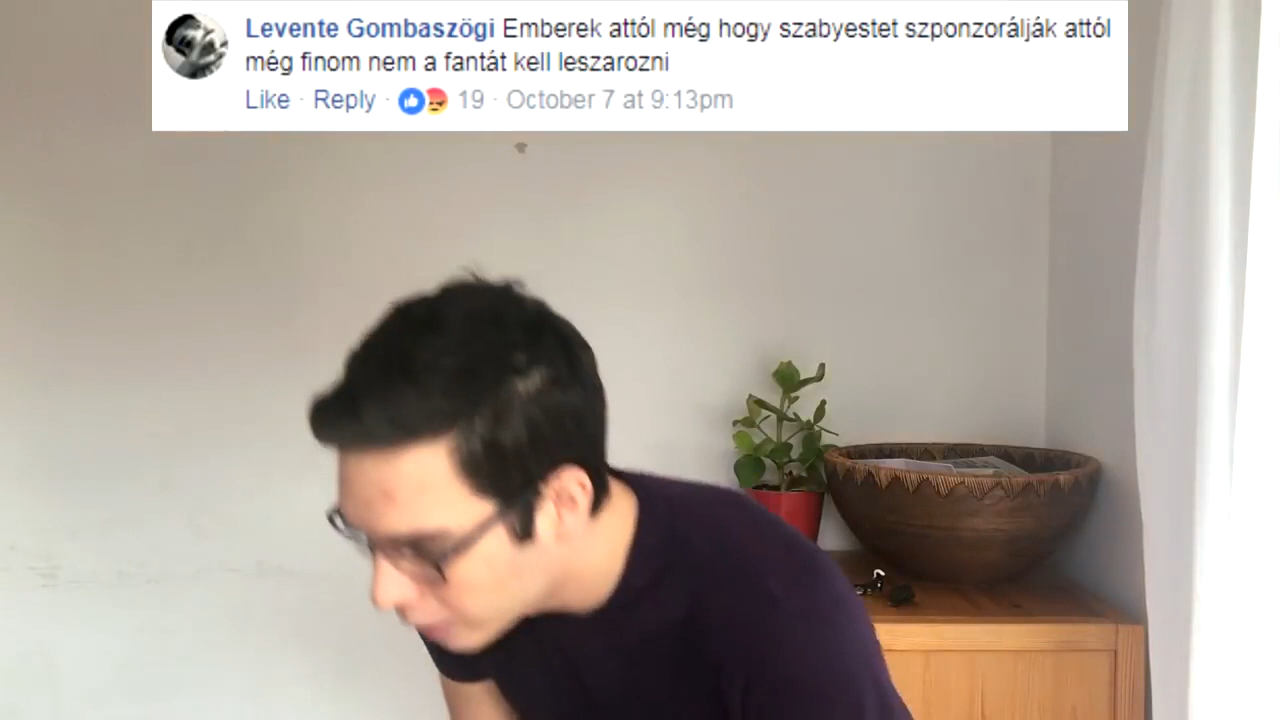 Levente Gombaszögi Emberek attól még hogy szabyestet szponzorálják attól
még finom nem a fantát kell leszarozni
Like · Reply · 19 · October 7 at 9:13pm